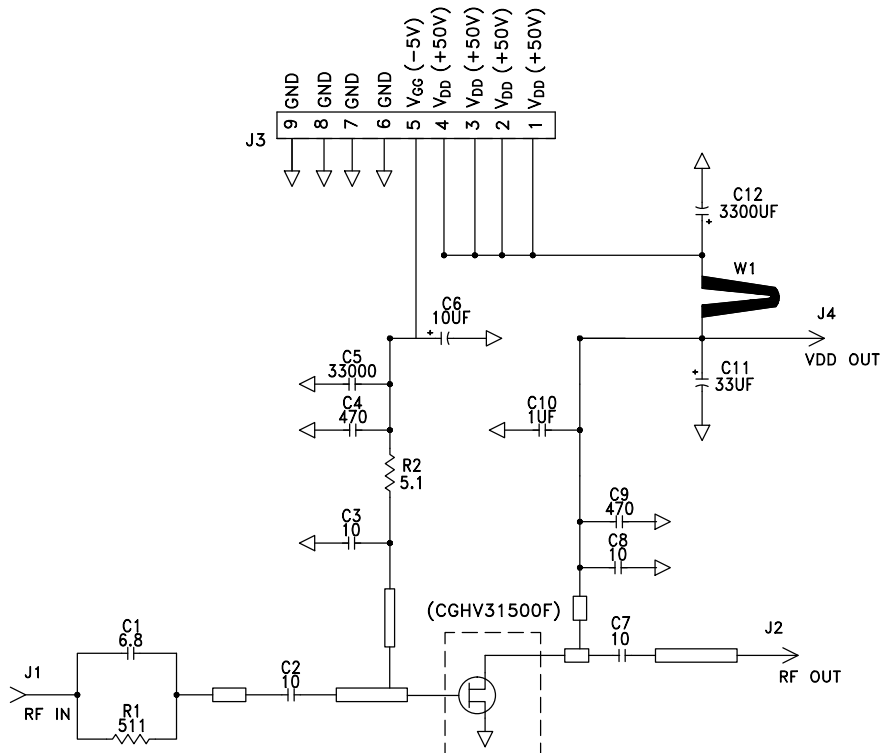 GND
GND
GND
GND
VGG (-5V)
VDD (+50V)
VDD (+50V)
VDD (+50V)
VDD (+50V)
9 8 7 6 5 4 3 2 1
J3
C12
3300UF
+
W1
J4
VDD OUT
C6
10UF
+
C11
33UF
+
C5
33000
C4
470
C10
1UF
R2
5.1
C9
470
C3
10
C8
10
(CGHV31500F)
C7
10
J2
RF OUT
C1
6.8
J1
RF IN
C2
10
R1
511